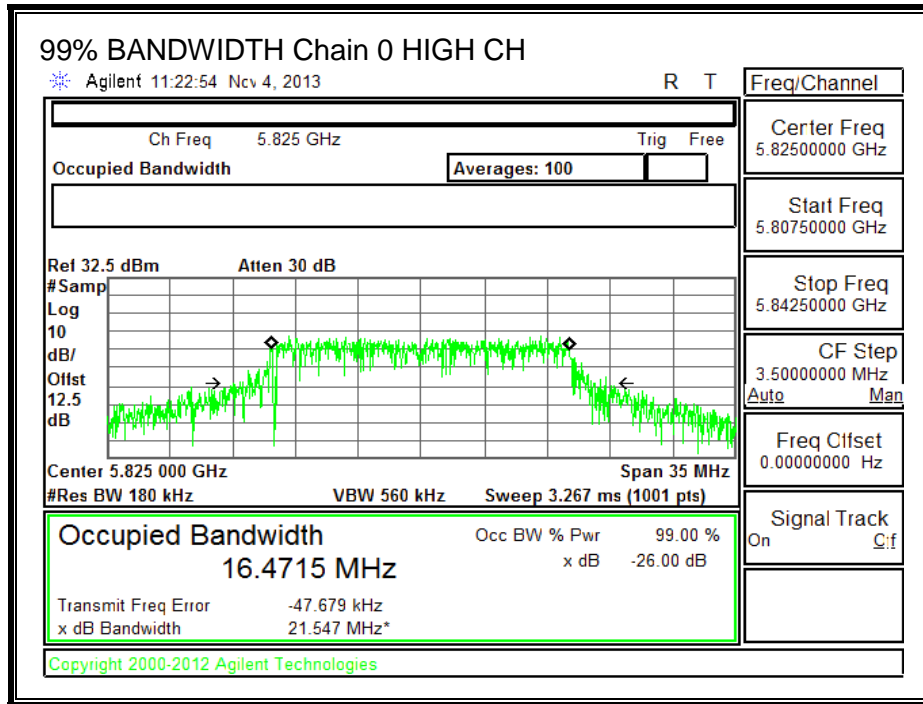 99% BANDWIDTH Chain 0 HIGH CH
Agilent 11:22:54 Nov 4, 2013 R T
Freq/Channel
Ch Freq 5.825 GHz Trig Free
Occupied Bandwidth Averages: 100
Center Freq
5.82500000 GHz
Start Freq
5.80750000 GHz
Stop Freq
5.84250000 GHz
CF Step
3.50000000 MHz
Auto Man
Freq Offset
0.00000000 Hz
Signal Track
On Off
Ref 32.5 dBm Atten 30 dB
#Samp
Log
10
dB/
Offst
12.5
dB
Center 5.825 000 GHz Span 35 MHz
#Res BW 180 kHz VBW 560 kHz Sweep 3.267 ms (1001 pts)
Occupied Bandwidth Occ BW % Pwr 99.00 %
16.4715 MHz x dB -26.00 dB
Transmit Freq Error -47.679 kHz
x dB Bandwidth 21.547 MHz*
Copyright 2000-2012 Agilent Technologies